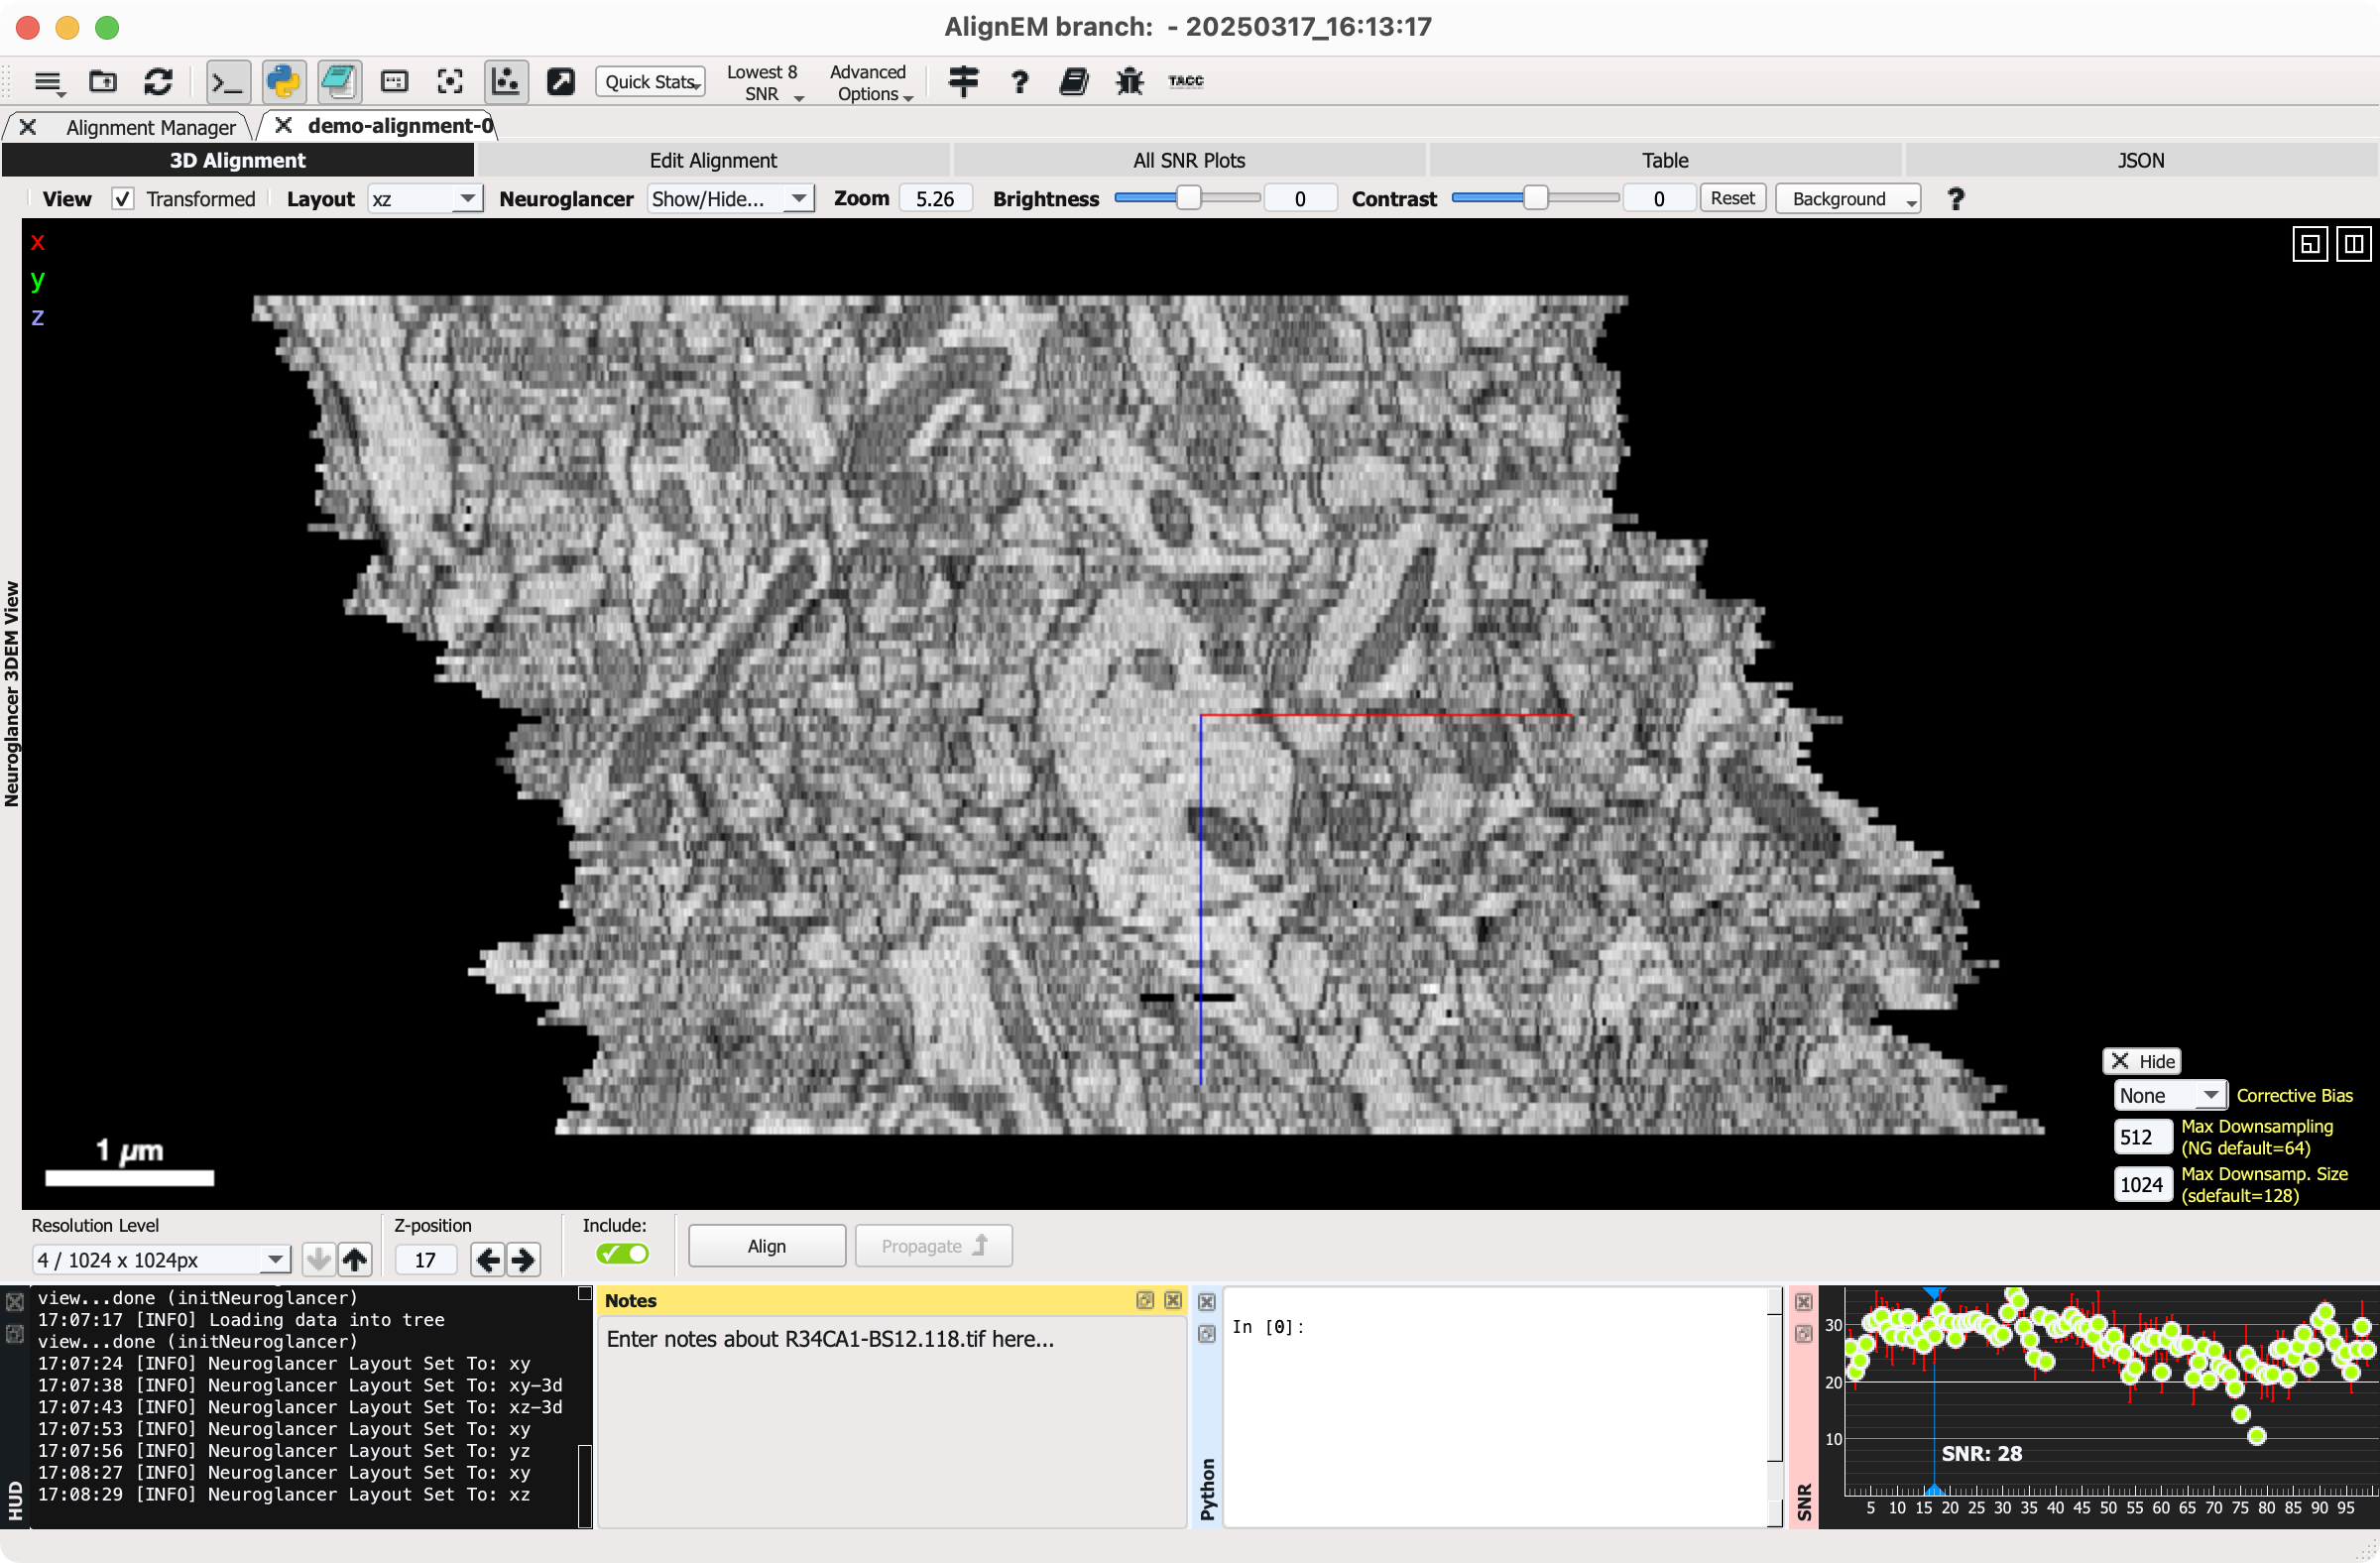 AlignEM branch:  - 20250317_16:13:17
Quick Stats
Lowest 8
SNR
Advanced
Options
?
TACC
Alignment Manager
demo-alignment-0
3D Alignment
Edit Alignment
All SNR Plots
Table
JSON
View
Transformed
Layout
xz
Neuroglancer
Show/Hide...
Zoom
5.26
Brightness
0
Contrast
0
Reset
Background
?
Neuroglancer 3DEM View
x
y
z
1 µm
Hide
None
Corrective Bias
512
Max Downsampling
(NG default=64)
1024
Max Downsamp. Size
(sdefault=128)
Resolution Level
4 / 1024 x 1024px
Z-position
17
Include:
Align
Propagate
HUD
view...done (initNeuroglancer)
17:07:17 [INFO] Loading data into tree
view...done (initNeuroglancer)
17:07:24 [INFO] Neuroglancer Layout Set To: xy
17:07:38 [INFO] Neuroglancer Layout Set To: xy-3d
17:07:43 [INFO] Neuroglancer Layout Set To: xz-3d
17:07:53 [INFO] Neuroglancer Layout Set To: xy
17:07:56 [INFO] Neuroglancer Layout Set To: yz
17:08:27 [INFO] Neuroglancer Layout Set To: xy
17:08:29 [INFO] Neuroglancer Layout Set To: xz
Notes
Enter notes about R34CA1-BS12.118.tif here...
Python
In [0]:
SNR
30
20
10
SNR: 28
5 10 15 20 25 30 35 40 45 50 55 60 65 70 75 80 85 90 95